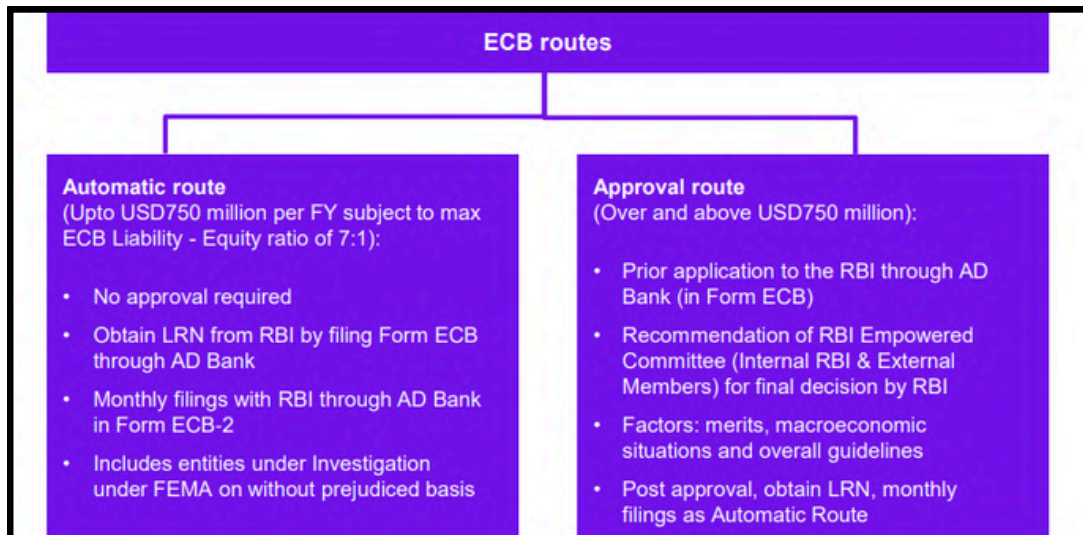 ECB routes
Automatic route
(Upto USD750 million per FY subject to max
ECB Liability - Equity ratio of 7:1):
• No approval required
• Obtain LRN from RBI by filing Form ECB
through AD Bank
• Monthly filings with RBI through AD Bank
in Form ECB-2
• Includes entities under Investigation
under FEMA on without prejudiced basis
Approval route
(Over and above USD750 million):
• Prior application to the RBI through AD
Bank (in Form ECB)
• Recommendation of RBI Empowered
Committee (Internal RBI & External
Members) for final decision by RBI
• Factors: merits, macroeconomic
situations and overall guidelines
• Post approval, obtain LRN, monthly
filings as Automatic Route